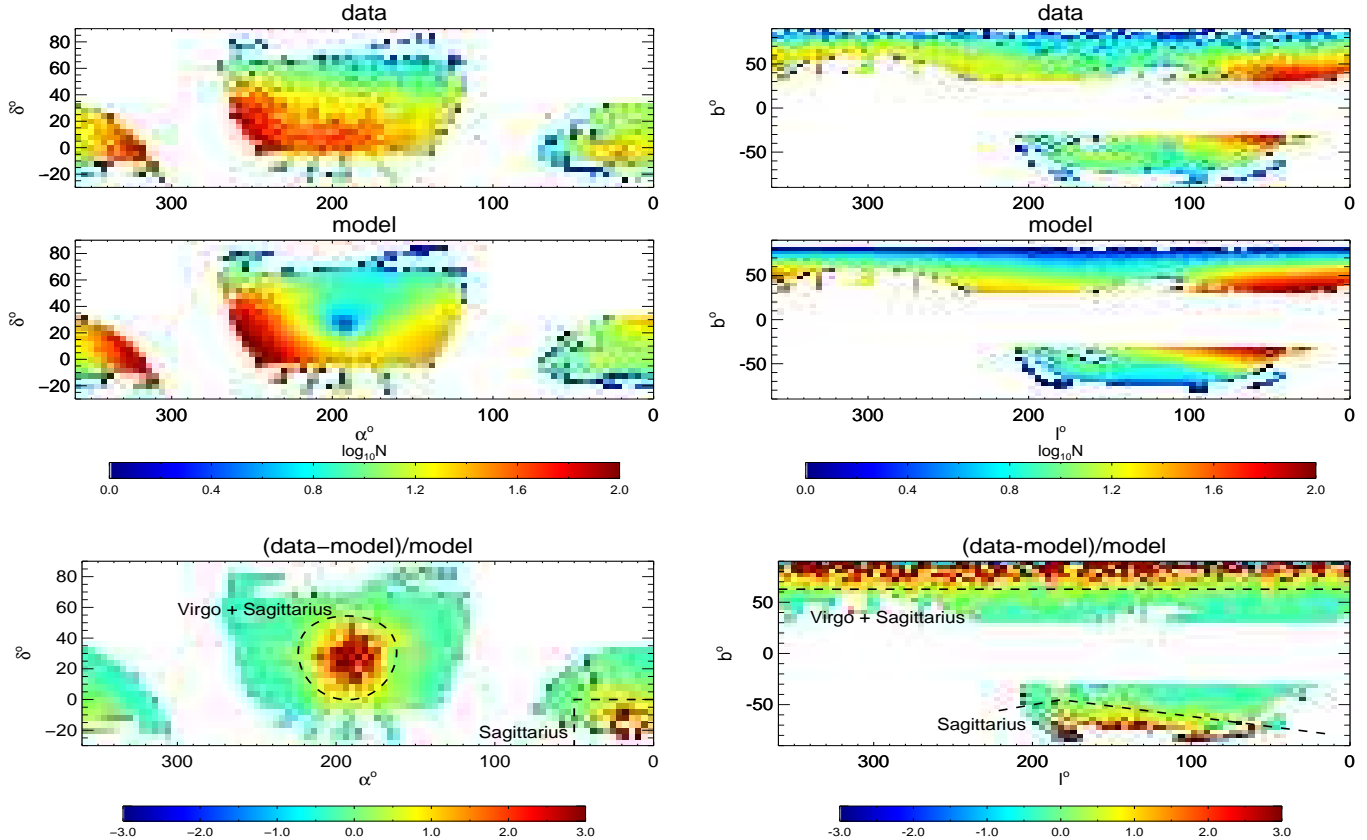 data
80
60
40
20
0
−20
δ°
300
200
100
0
data
50
0
-50
b°
300
200
100
0
model
80
60
40
20
0
−20
δ°
300
200
100
0
α°
model
50
0
-50
b°
300
200
100
0
l°
log10N
0.0 0.4 0.8 1.2 1.6 2.0
log10N
0.0 0.4 0.8 1.2 1.6 2.0
(data−model)/model
80
60
40
20
0
−20
δ°
Virgo + Sagittarius
Sagittarius
300
200
100
0
α°
(data-model)/model
50
0
-50
b°
Virgo + Sagittarius
Sagittarius
300
200
100
0
l°
−3.0 −2.0 −1.0 0.0 1.0 2.0 3.0
−3.0 −2.0 −1.0 0.0 1.0 2.0 3.0